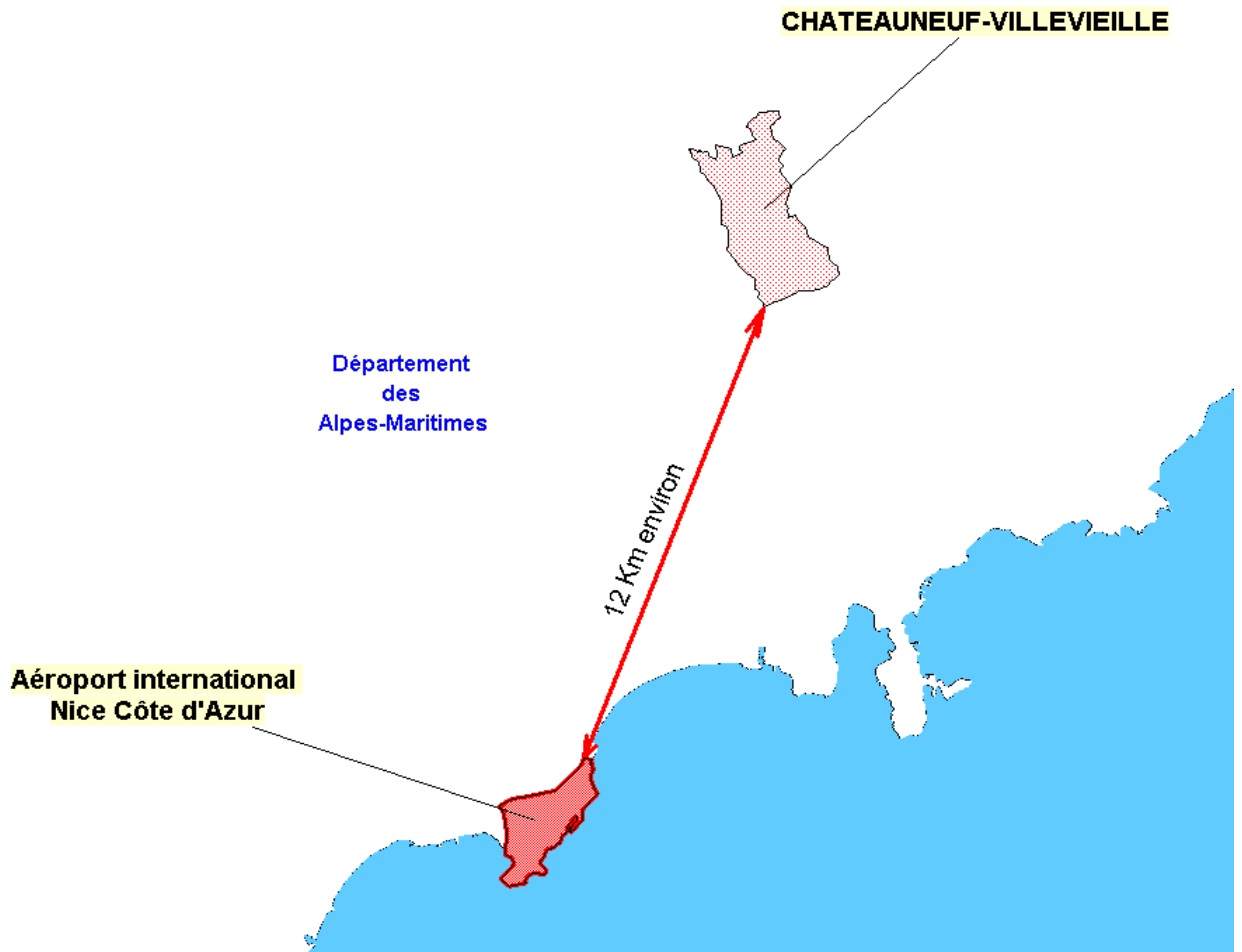 CHATEAUNEUF-VILLEVIEILLE
Département
des
Alpes-Maritimes
12 Km environ
Aéroport international
Nice Côte d'Azur